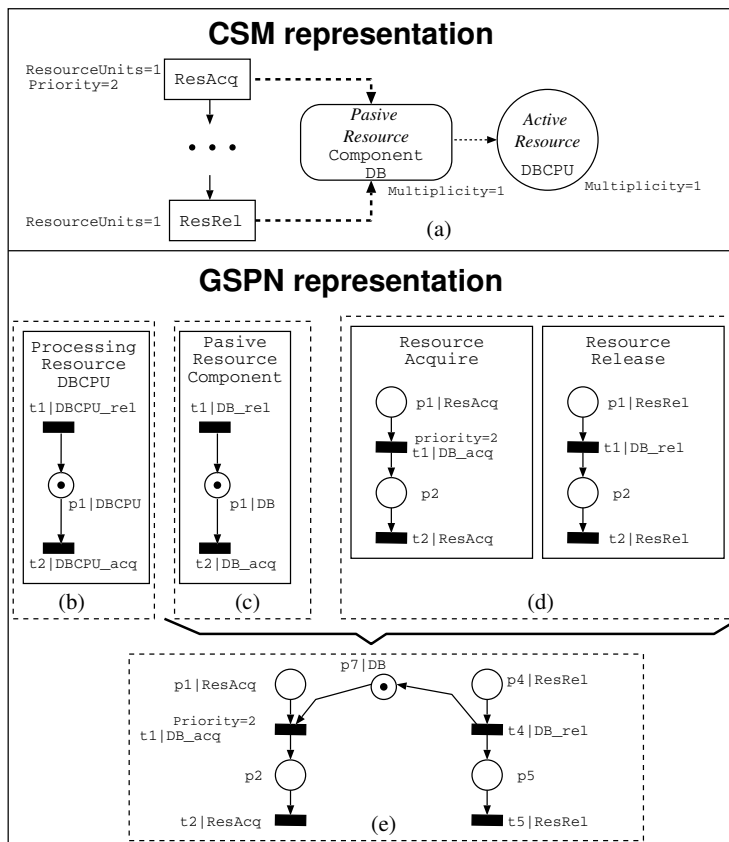 CSM representation
ResourceUnits=1
Priority=2
ResAcq
• • •
ResourceUnits=1
ResRel
Pasive
Resource
Component
DB
Multiplicity=1
Active
Resource
DBCPU
Multiplicity=1
(a)
GSPN representation
Processing
Resource
DBCPU
t1|DBCPU_rel
p1|DBCPU
t2|DBCPU_acq
(b)
Pasive
Resource
Component
t1|DB_rel
p1|DB
t2|DB_acq
(c)
Resource
Acquire
p1|ResAcq
priority=2
t1|DB_acq
p2
t2|ResAcq
Resource
Release
p1|ResRel
t1|DB_rel
p2
t2|ResRel
(d)
p7|DB
p1|ResAcq
p4|ResRel
Priority=2
t1|DB_acq
t4|DB_rel
p2
p5
t2|ResAcq
t5|ResRel
(e)